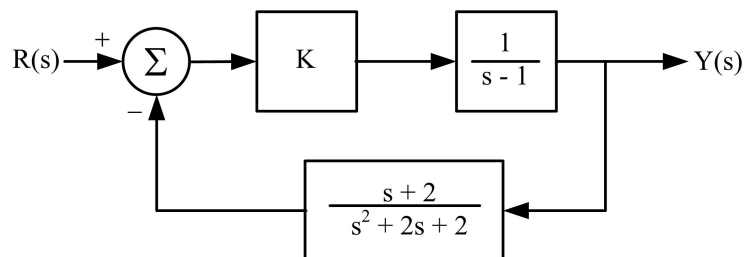 R(s) + Σ K 1 Y(s)
s - 1
−
s + 2
s² + 2s + 2